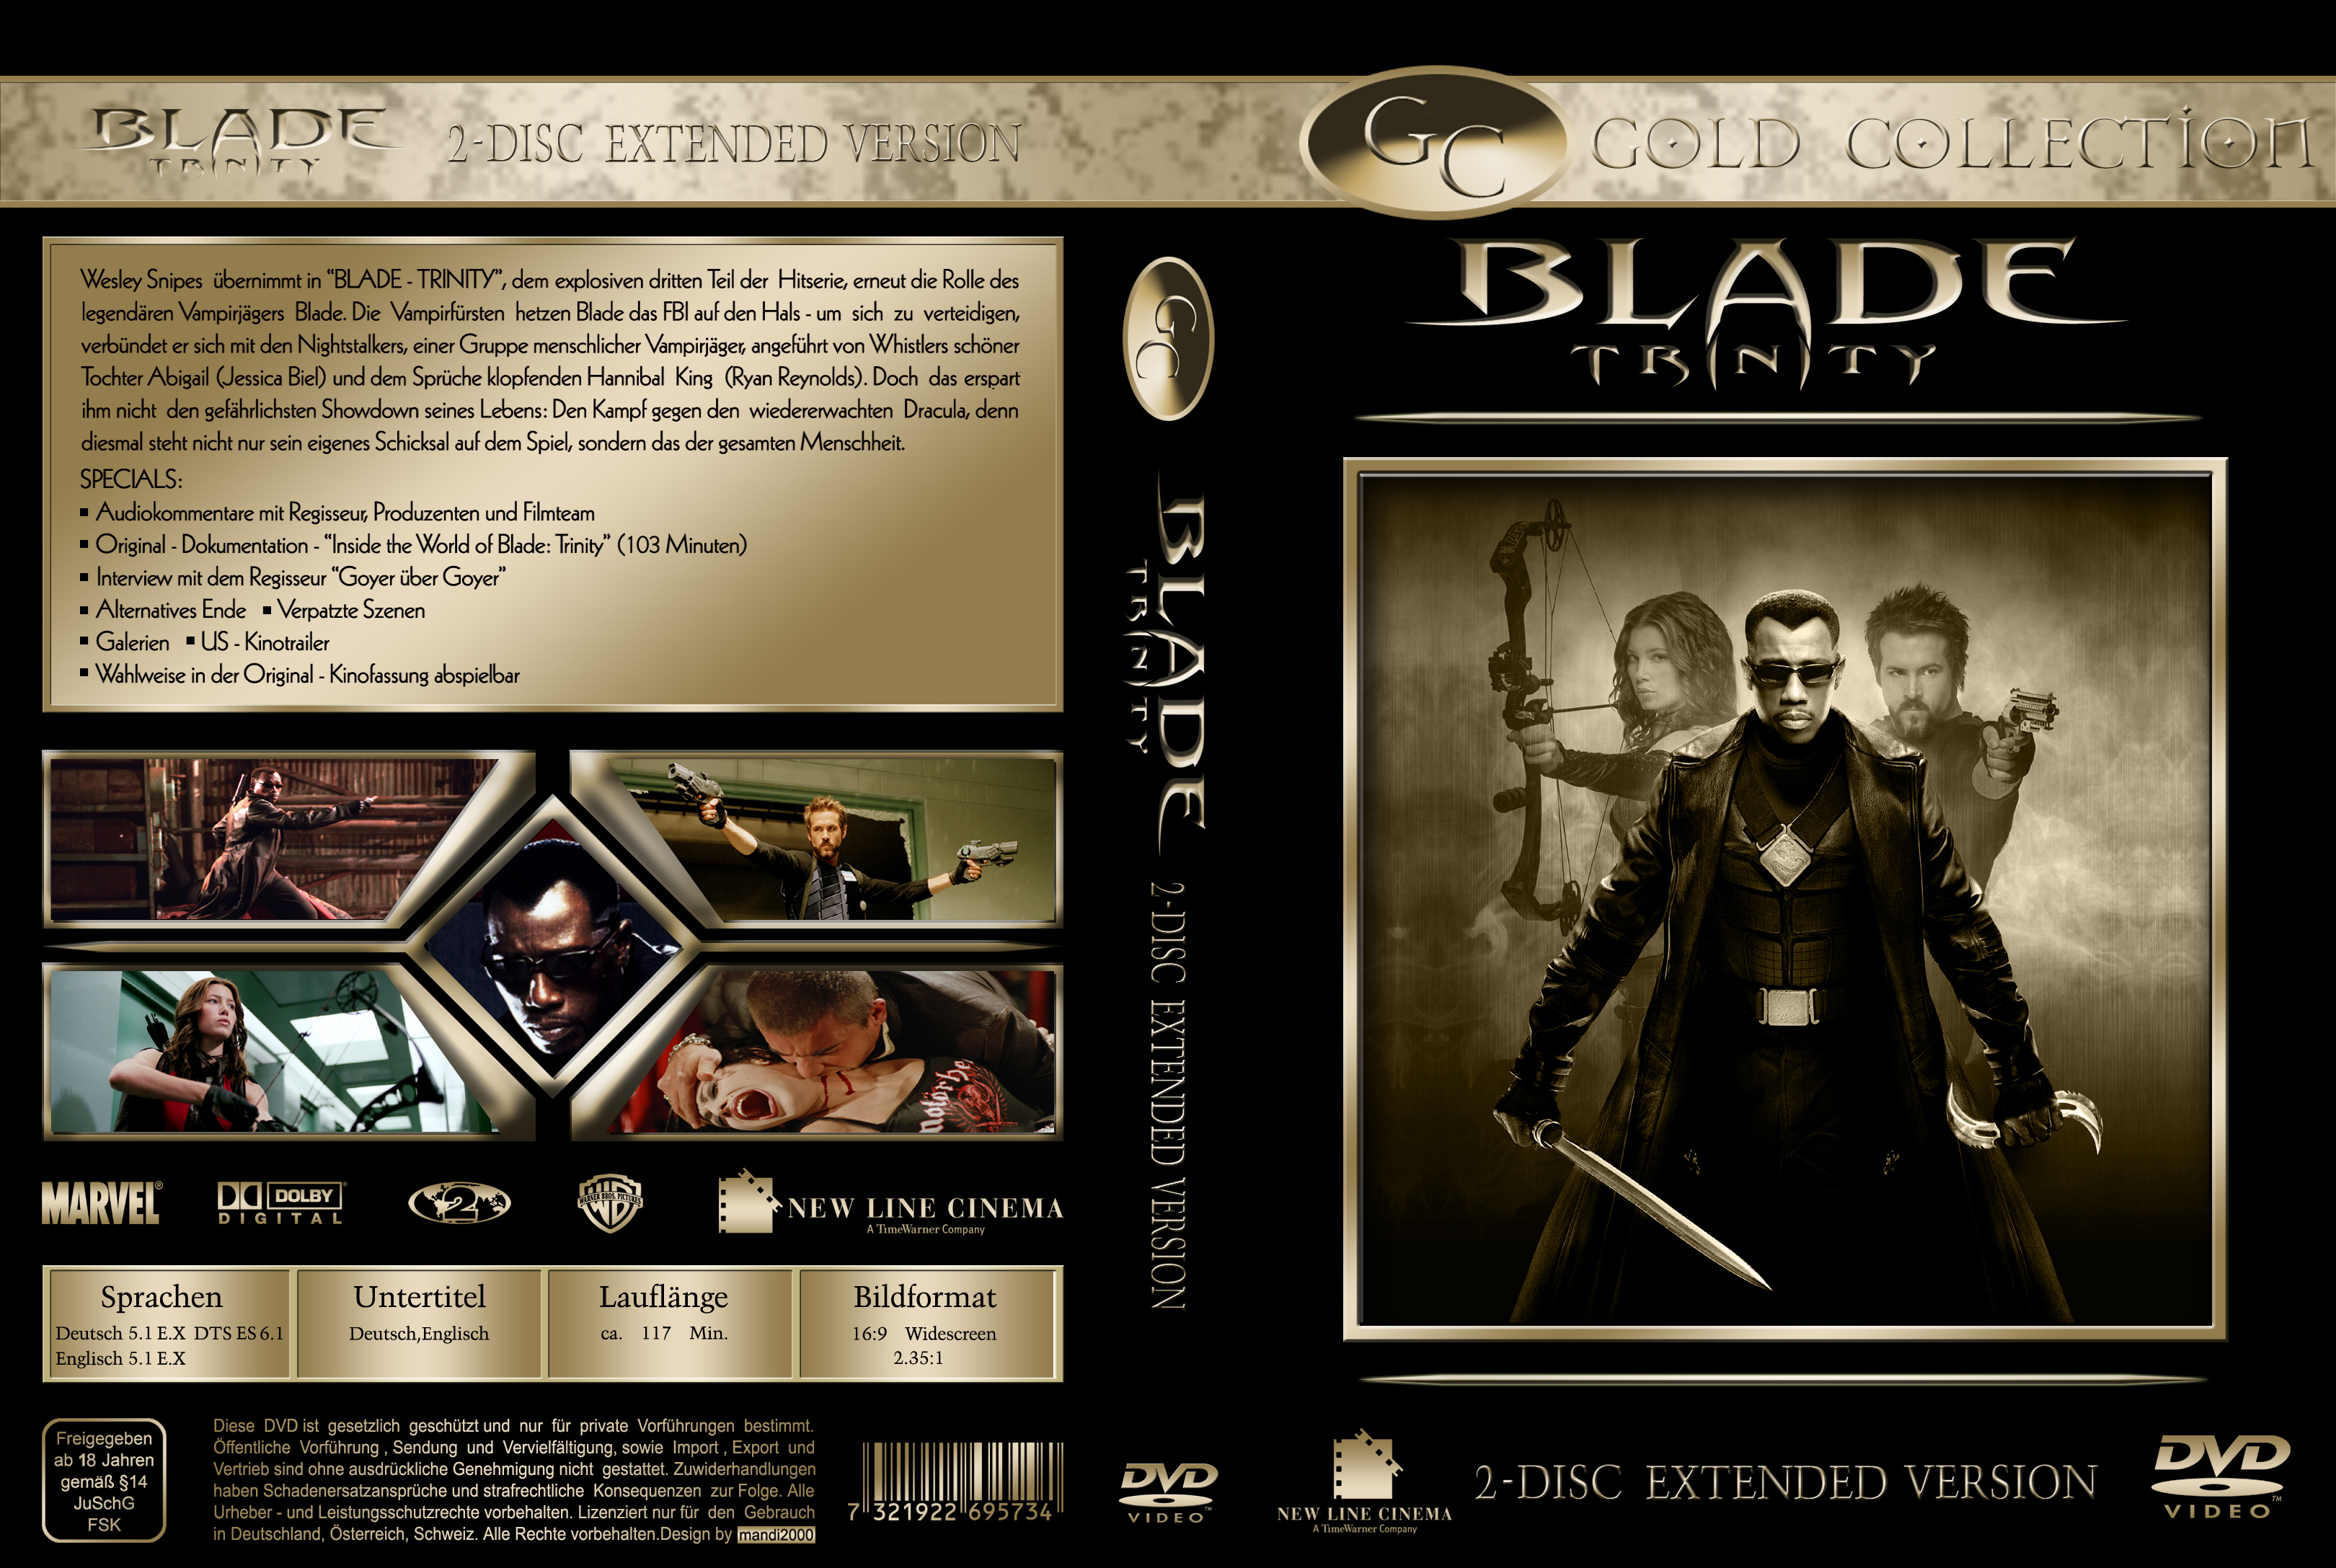 BLADE
TRINITY
2-DISC EXTENDED VERSION
GC
GOLD COLLECTION
Wesley Snipes übernimmt in “BLADE - TRINITY”, dem explosiven dritten Teil der Hitserie, erneut die Rolle des
legendären Vampirjägers Blade. Die Vampirfürsten hetzen Blade das FBI auf den Hals - um sich zu verteidigen,
verbündet er sich mit den Nightstalkers, einer Gruppe menschlicher Vampirjäger, angeführt von Whistlers schöner
Tochter Abigail (Jessica Biel) und dem Sprüche klopfenden Hannibal King (Ryan Reynolds). Doch das erspart
ihm nicht den gefährlichsten Showdown seines Lebens: Den Kampf gegen den wiedererwachten Dracula, denn
diesmal steht nicht nur sein eigenes Schicksal auf dem Spiel, sondern das der gesamten Menschheit.
SPECIALS:
▪ Audiokommentare mit Regisseur, Produzenten und Filmteam
▪ Original - Dokumentation - “Inside the World of Blade: Trinity” (103 Minuten)
▪ Interview mit dem Regisseur “Goyer über Goyer”
▪ Alternatives Ende ▪ Verpatzte Szenen
▪ Galerien ▪ US - Kinotrailer
▪ Wahlweise in der Original - Kinofassung abspielbar
motörhe
MARVEL®
DOLBY
DIGITAL
2
WARNER BROS. PICTURES
WB
NEW LINE CINEMA
A TimeWarner Company
Sprachen
Deutsch 5.1 E.X DTS ES 6.1
Englisch 5.1 E.X
Untertitel
Deutsch,Englisch
Lauflänge
ca. 117 Min.
Bildformat
16:9 Widescreen
2.35:1
Freigegeben
ab 18 Jahren
gemäß §14
JuSchG
FSK
Diese DVD ist gesetzlich geschützt und nur für private Vorführungen bestimmt.
Öffentliche Vorführung , Sendung und Vervielfältigung, sowie Import , Export und
Vertrieb sind ohne ausdrückliche Genehmigung nicht gestattet. Zuwiderhandlungen
haben Schadenersatzansprüche und strafrechtliche Konsequenzen zur Folge. Alle
Urheber - und Leistungsschutzrechte vorbehalten. Lizenziert nur für den Gebrauch
in Deutschland, Österreich, Schweiz. Alle Rechte vorbehalten.Design by mandi2000
7 321922 695734
GC
BLADE
TRINITY
2-DISC EXTENDED VERSION
DVD
VIDEO™
BLADE
TRINITY
NEW LINE CINEMA
A TimeWarner Company
2-DISC EXTENDED VERSION
DVD
VIDEO™